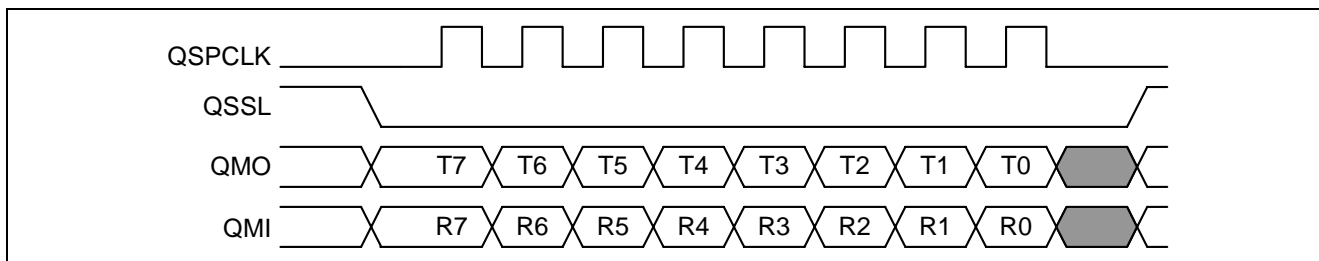 QSPCLK
QSSL
QMO T7 T6 T5 T4 T3 T2 T1 T0
QMI R7 R6 R5 R4 R3 R2 R1 R0